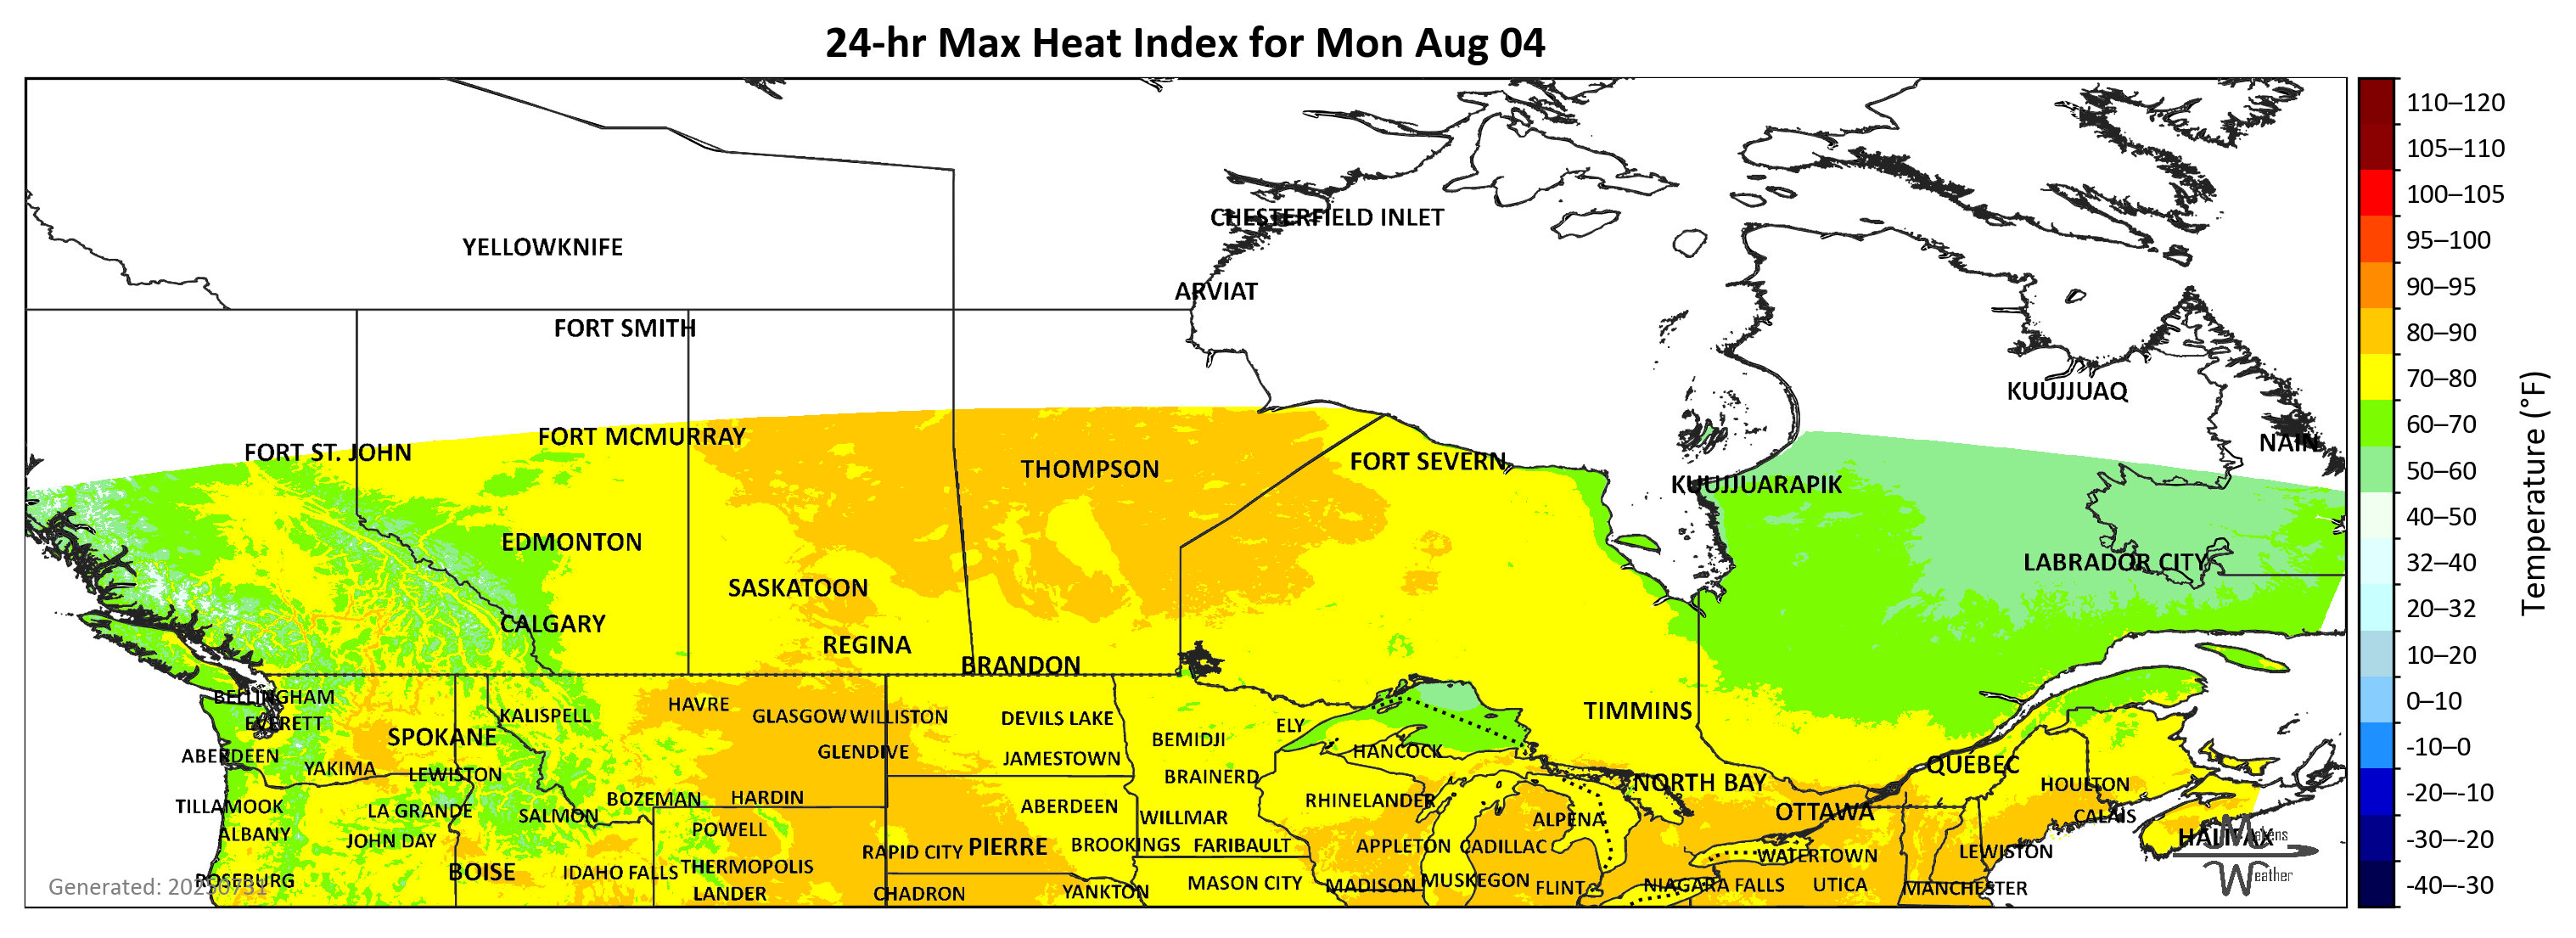 24-hr Max Heat Index for Mon Aug 04
110–120
105–110
CHESTERFIELD INLET
100–105
YELLOWKNIFE
95–100
ARVIAT
90–95
FORT SMITH
80–90
KUUJJUAQ
70–80
FORT MCMURRAY
60–70
NAIN
FORT ST. JOHN
THOMPSON
FORT SEVERN
50–60
KUUJJUARAPIK
40–50
EDMONTON
LABRADOR CITY
32–40
SASKATOON
20–32
CALGARY
REGINA
BRANDON
10–20
BELLINGHAM
HAVRE
0–10
KALISPELL
GLASGOW
WILLISTON
DEVILS LAKE
TIMMINS
EVERETT
ELY
SPOKANE
BEMIDJI
HANCOCK
-10–0
ABERDEEN
GLENDIVE
JAMESTOWN
QUÉBEC
YAKIMA
LEWISTON
BRAINERD
NORTH BAY
HOULTON
-20–-10
BOZEMAN
HARDIN
RHINELANDER
TILLAMOOK
LA GRANDE
SALMON
ABERDEEN
WILLMAR
ALPENA
OTTAWA
CALAIS
ALBANY
JOHN DAY
POWELL
HALIFAX
Makens
Weather
-30–-20
RAPID CITY
PIERRE
BROOKINGS
FARIBAULT
APPLETON
CADILLAC
WATERTOWN
LEWISTON
BOISE
IDAHO FALLS
THERMOPOLIS
ROSEBURG
Generated: 20250731
LANDER
CHADRON
YANKTON
MASON CITY
MADISON
MUSKEGON
FLINT
NIAGARA FALLS
UTICA
MANCHESTER
-40–-30
Temperature (°F)